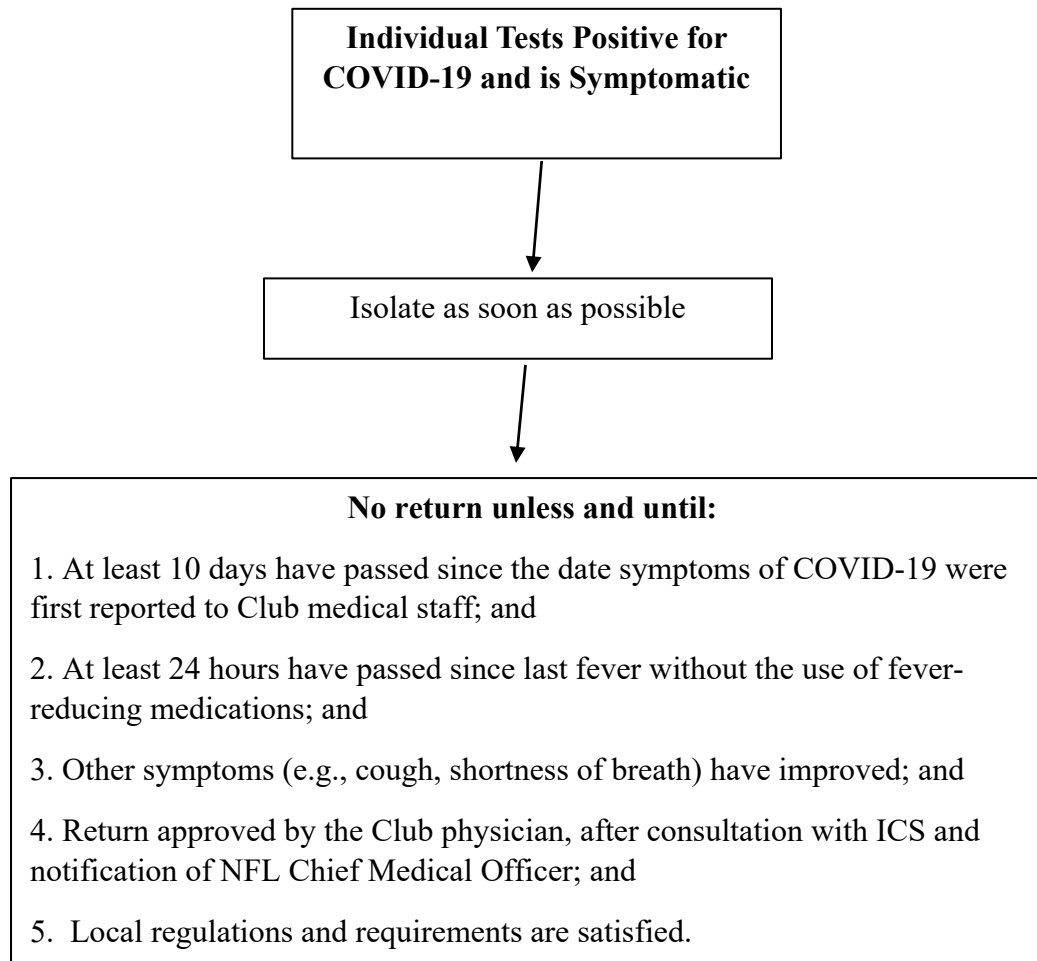 Individual Tests Positive for
COVID-19 and is Symptomatic
Isolate as soon as possible
No return unless and until:
1. At least 10 days have passed since the date symptoms of COVID-19 were
first reported to Club medical staff; and
2. At least 24 hours have passed since last fever without the use of fever-
reducing medications; and
3. Other symptoms (e.g., cough, shortness of breath) have improved; and
4. Return approved by the Club physician, after consultation with ICS and
notification of NFL Chief Medical Officer; and
5. Local regulations and requirements are satisfied.